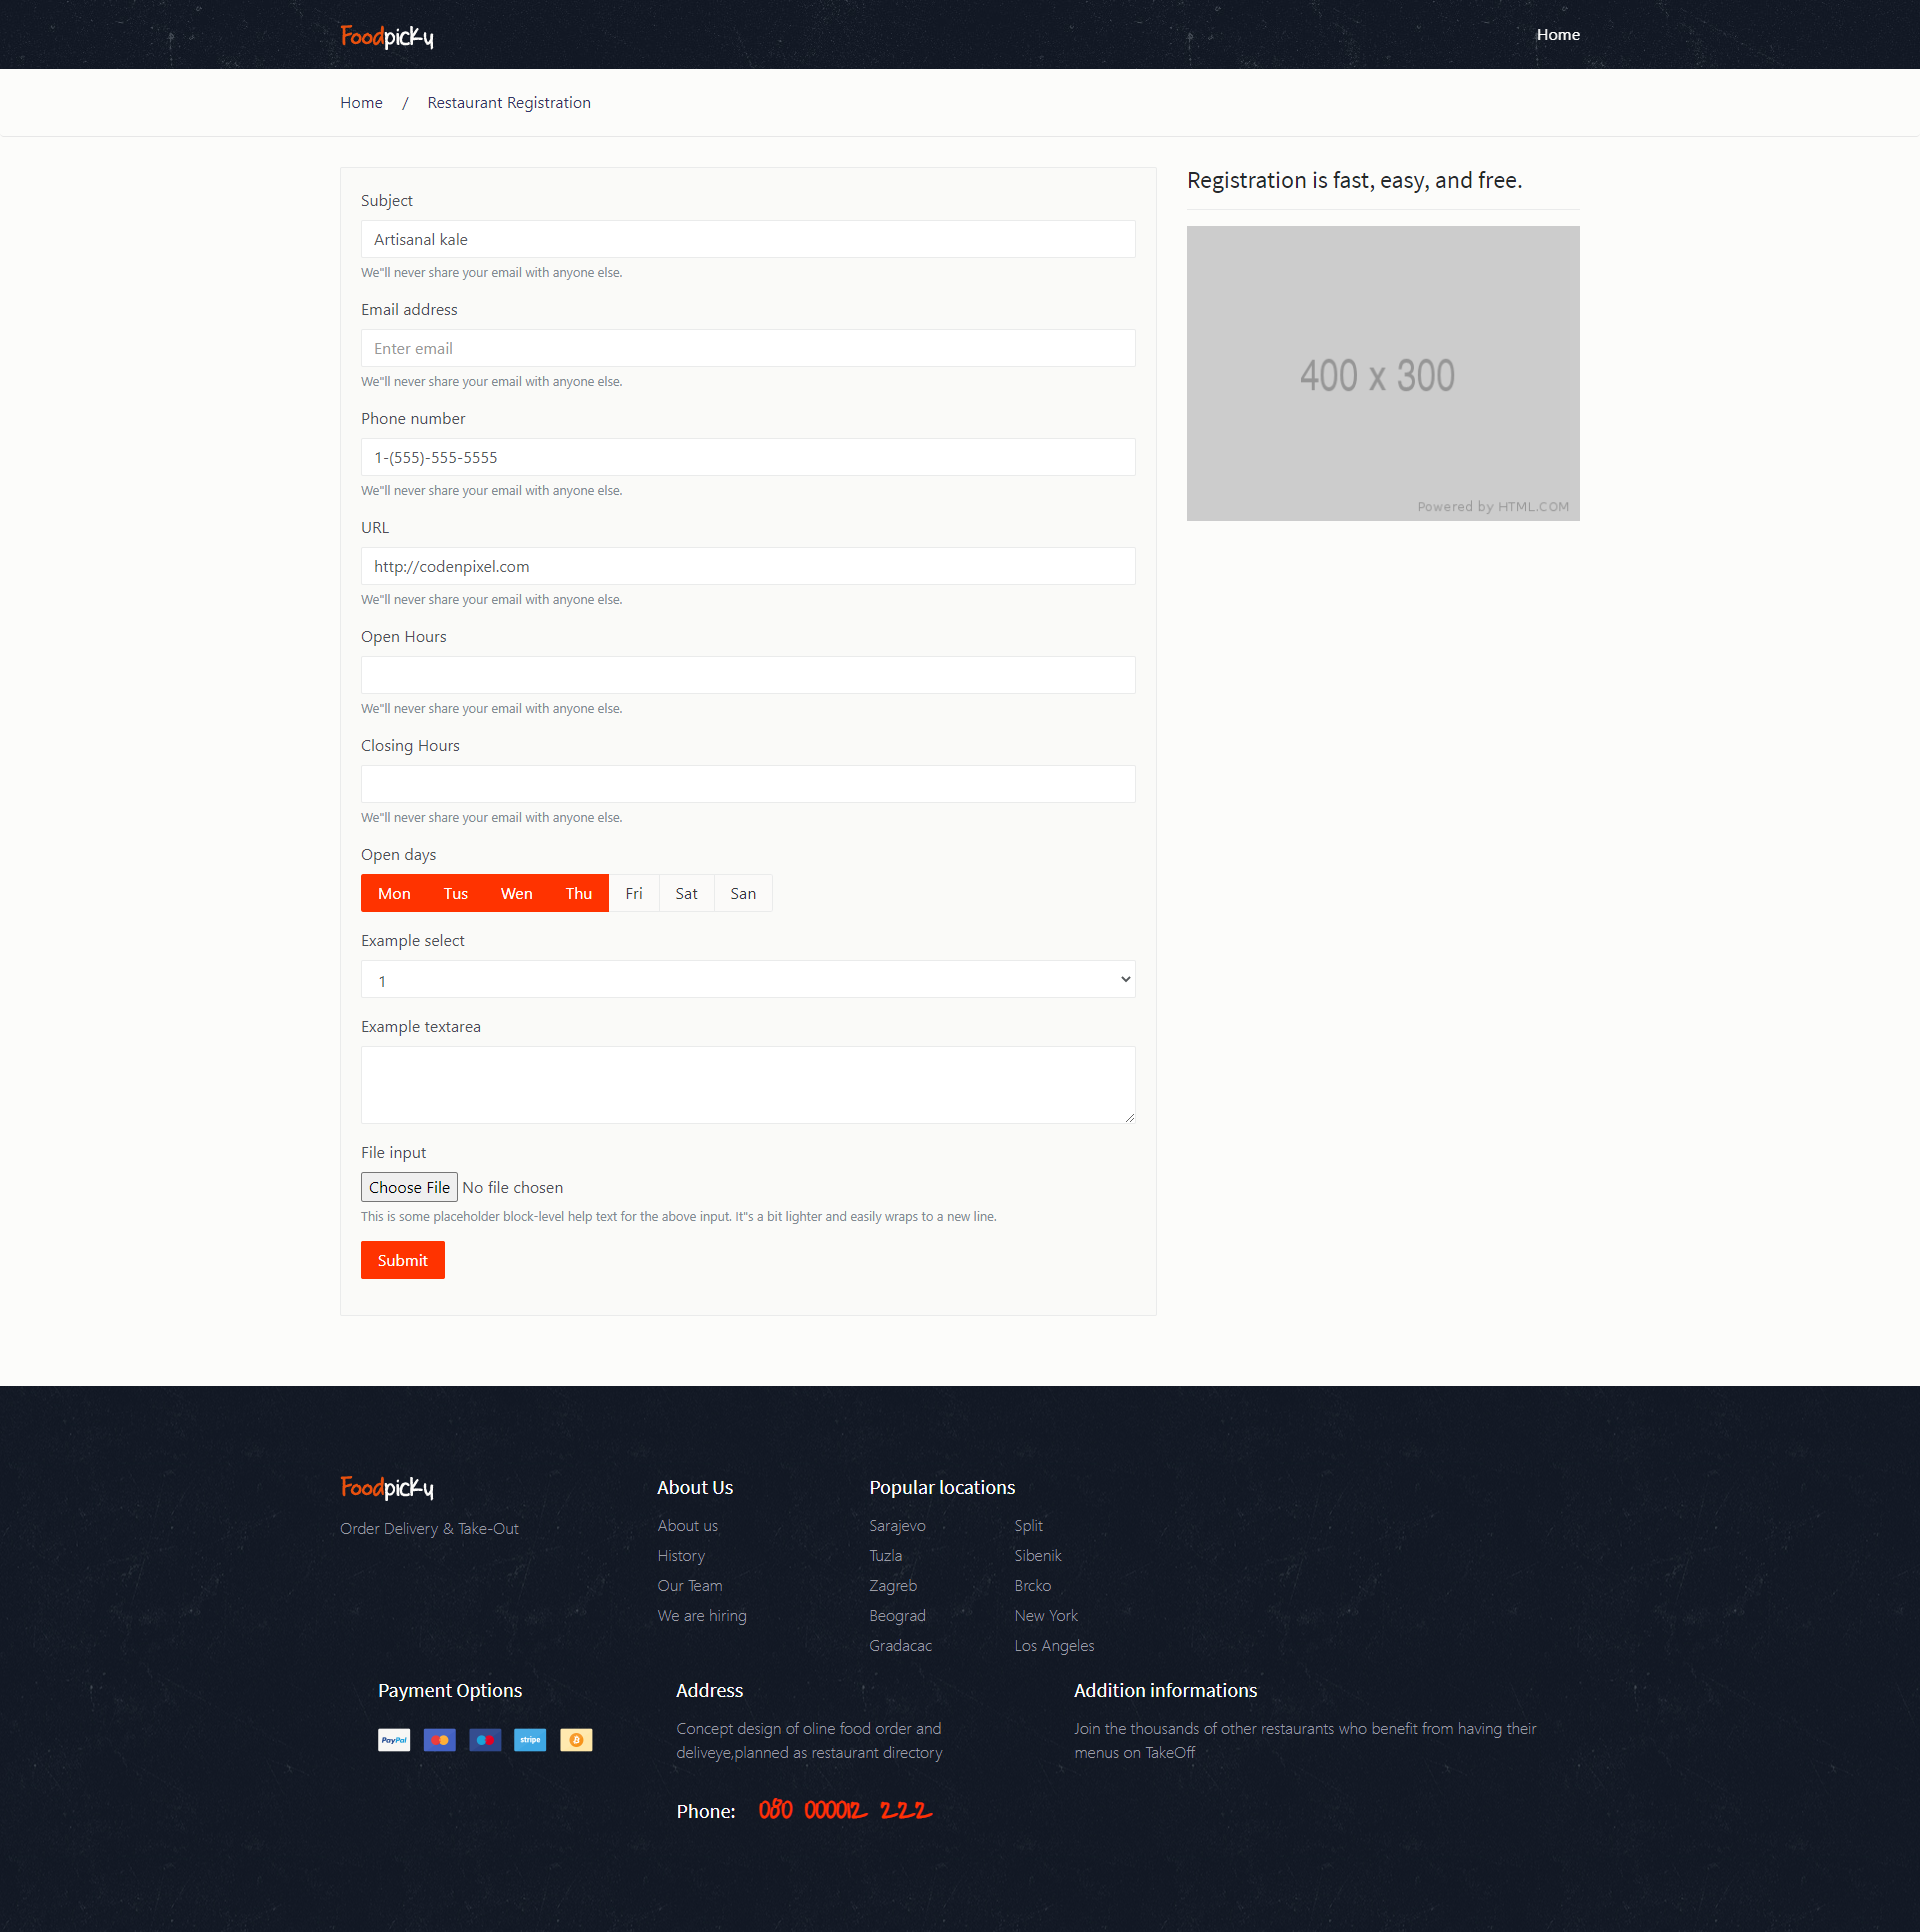 Foodpicky
Home
Home / Restaurant Registration
Subject
Artisanal kale
We"ll never share your email with anyone else.
Email address
Enter email
We"ll never share your email with anyone else.
Phone number
1-(555)-555-5555
We"ll never share your email with anyone else.
URL
http://codenpixel.com
We"ll never share your email with anyone else.
Open Hours
We"ll never share your email with anyone else.
Closing Hours
We"ll never share your email with anyone else.
Open days
Mon Tus Wen Thu Fri Sat San
Example select
1
Example textarea
File input
Choose File No file chosen
This is some placeholder block-level help text for the above input. It"s a bit lighter and easily wraps to a new line.
Submit
Registration is fast, easy, and free.
400 x 300
Powered by HTML.COM
Foodpicky
Order Delivery & Take-Out
About Us
About us
History
Our Team
We are hiring
Popular locations
Sarajevo
Tuzla
Zagreb
Beograd
Gradacac
Split
Sibenik
Brcko
New York
Los Angeles
Payment Options
PayPal
stripe
Address
Concept design of oline food order and
deliveye,planned as restaurant directory
Phone: 080 000012 222
Addition informations
Join the thousands of other restaurants who benefit from having their
menus on TakeOff